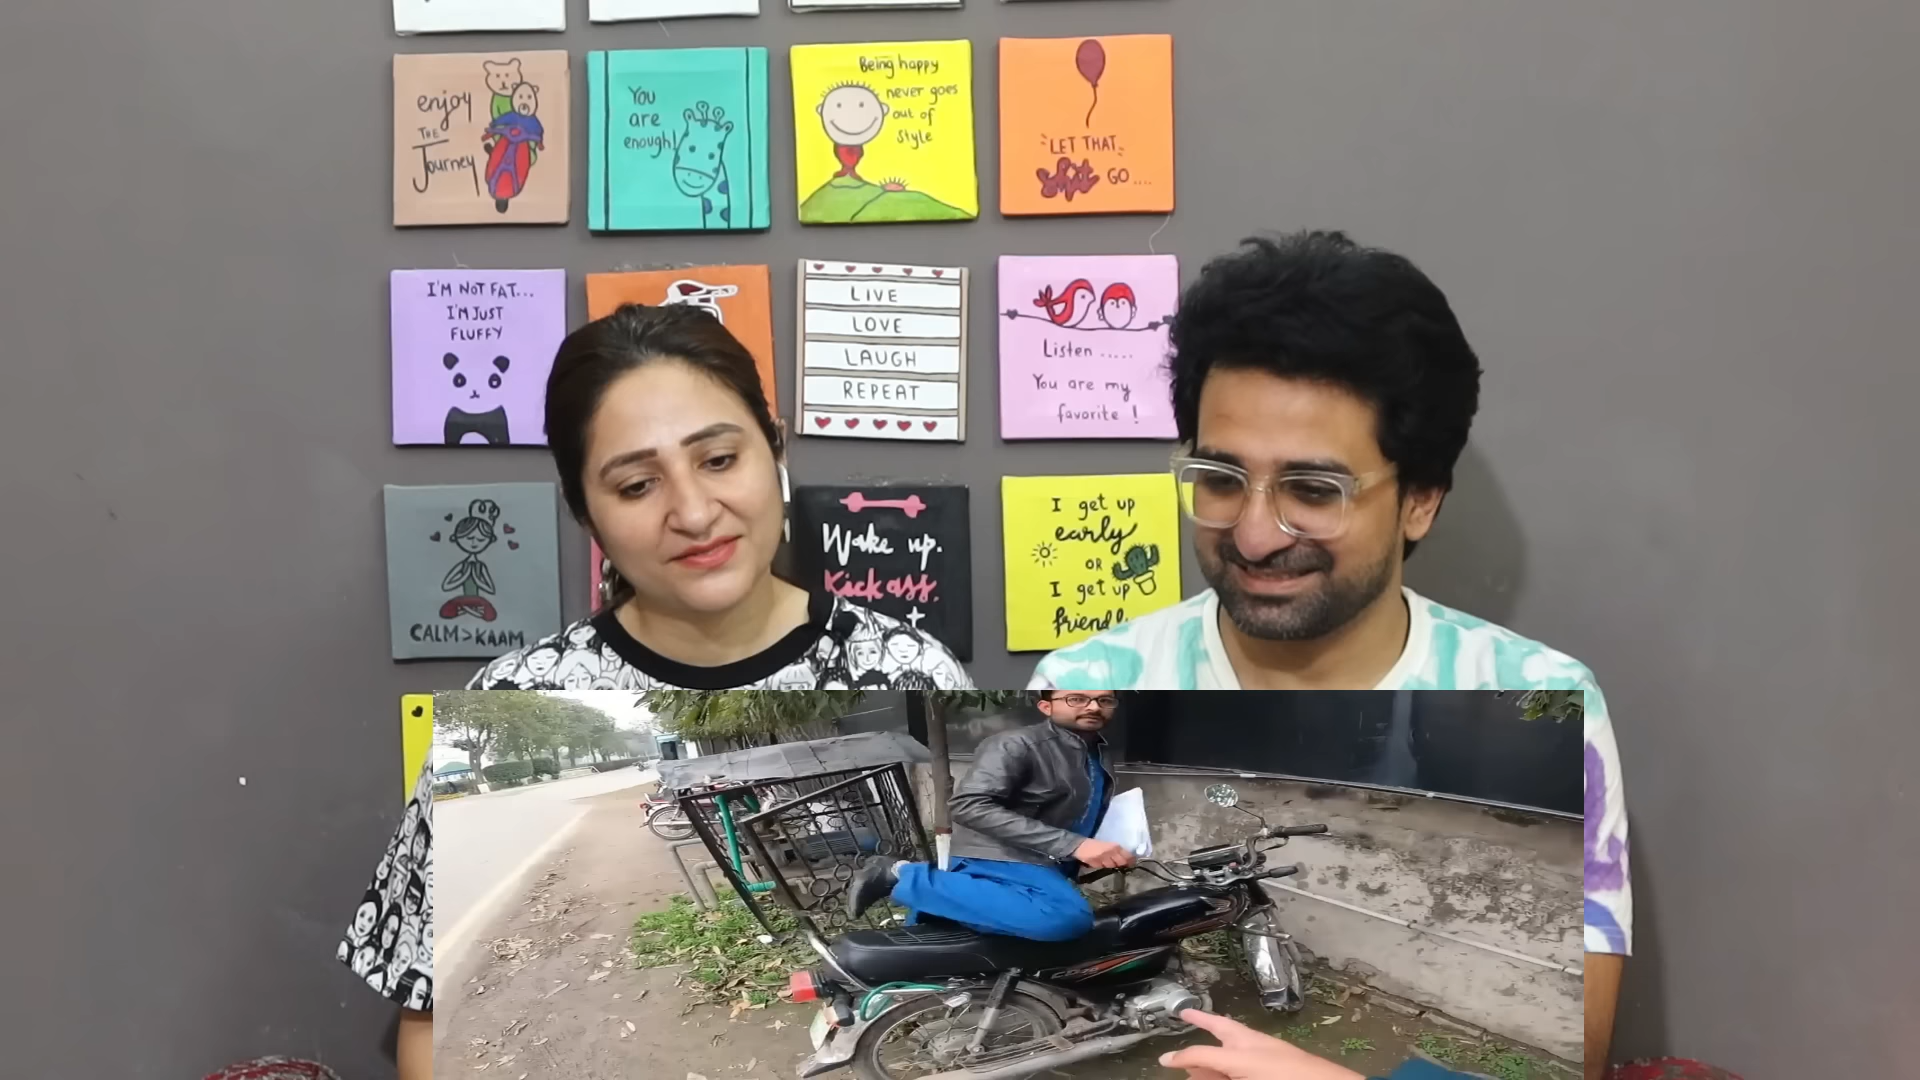 enjoy
THE
Journey
You
are
enough!
Being happy
never goes
out of
style
LET THAT
shit GO....
I'M NOT FAT...
I'M JUST
FLUFFY
LIVE
LOVE
LAUGH
REPEAT
Listen .....
You are my
favorite !
CALM>KAAM
Wake up.
Kick ass.
I get up
early
OR
I get up